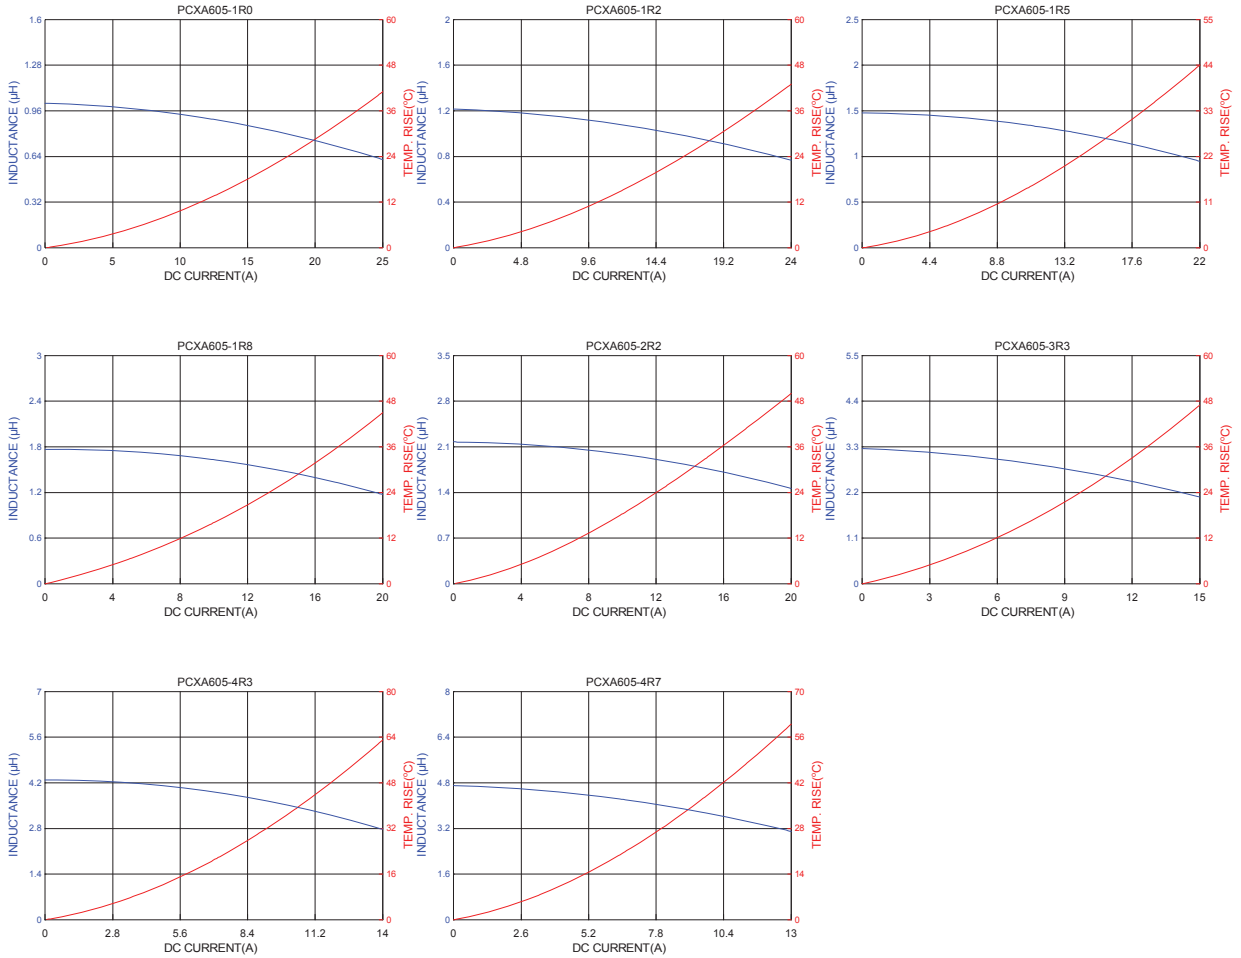 PCXA605-1R0
1.6
1.28
0.96
0.64
0.32
0
INDUCTANCE (µH)
60
48
36
24
12
0
TEMP. RISE(ºC)
0 5 10 15 20 25
DC CURRENT(A)
PCXA605-1R2
2
1.6
1.2
0.8
0.4
0
INDUCTANCE (µH)
60
48
36
24
12
0
TEMP. RISE(ºC)
0 4.8 9.6 14.4 19.2 24
DC CURRENT(A)
PCXA605-1R5
2.5
2
1.5
1
0.5
0
INDUCTANCE (µH)
55
44
33
22
11
0
TEMP. RISE(ºC)
0 4.4 8.8 13.2 17.6 22
DC CURRENT(A)
PCXA605-1R8
3
2.4
1.8
1.2
0.6
0
INDUCTANCE (µH)
60
48
36
24
12
0
TEMP. RISE(ºC)
0 4 8 12 16 20
DC CURRENT(A)
PCXA605-2R2
3.5
2.8
2.1
1.4
0.7
0
INDUCTANCE (µH)
60
48
36
24
12
0
TEMP. RISE(ºC)
0 4 8 12 16 20
DC CURRENT(A)
PCXA605-3R3
5.5
4.4
3.3
2.2
1.1
0
INDUCTANCE (µH)
60
48
36
24
12
0
TEMP. RISE(ºC)
0 3 6 9 12 15
DC CURRENT(A)
PCXA605-4R3
7
5.6
4.2
2.8
1.4
0
INDUCTANCE (µH)
80
64
48
32
16
0
TEMP. RISE(ºC)
0 2.8 5.6 8.4 11.2 14
DC CURRENT(A)
PCXA605-4R7
8
6.4
4.8
3.2
1.6
0
INDUCTANCE (µH)
70
56
42
28
14
0
TEMP. RISE(ºC)
0 2.6 5.2 7.8 10.4 13
DC CURRENT(A)